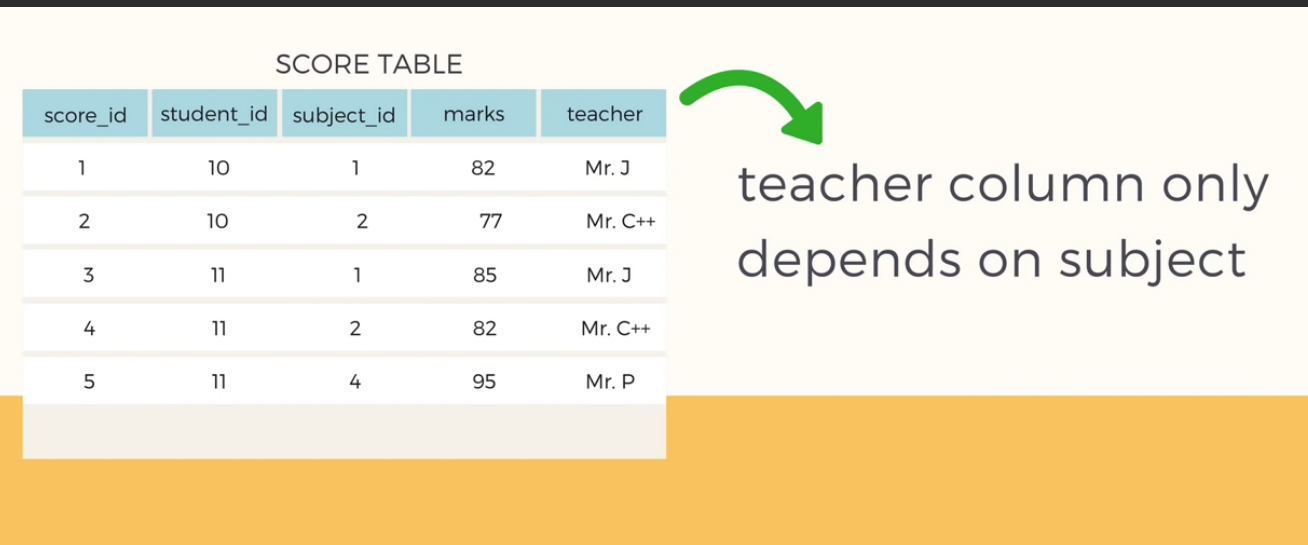 SCORE TABLE
score_id student_id subject_id marks teacher
1 10 1 82 Mr. J
2 10 2 77 Mr. C++
3 11 1 85 Mr. J
4 11 2 82 Mr. C++
5 11 4 95 Mr. P
teacher column only
depends on subject